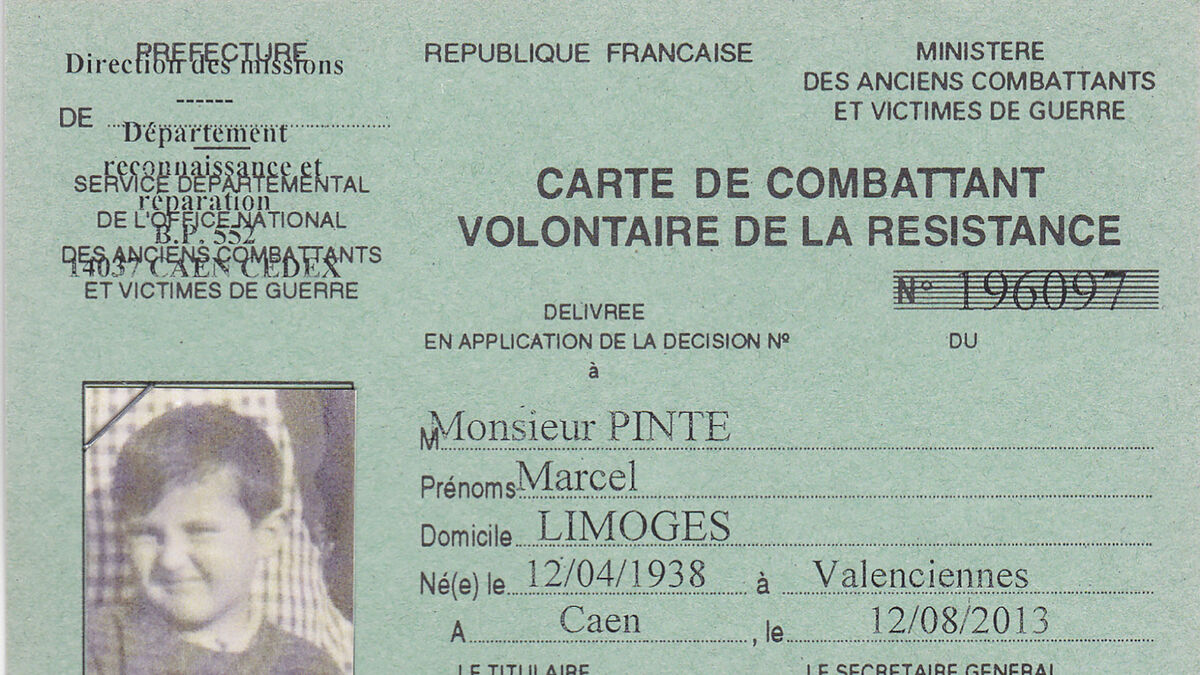 PREFECTURE
Direction des missions
------
DE
Département
reconnaissance et
SERVICE DEPARTEMENTAL
réparation
DE L'OFFICE NATIONAL
B.P. 552
DES ANCIENS COMBATTANTS
14037 CAEN CEDEX
ET VICTIMES DE GUERRE
REPUBLIQUE FRANCAISE
MINISTERE
DES ANCIENS COMBATTANTS
ET VICTIMES DE GUERRE
CARTE DE COMBATTANT
VOLONTAIRE DE LA RESISTANCE
Nº 196097
DELIVREE
EN APPLICATION DE LA DECISION Nº DU
à
M Monsieur PINTE
Prénoms Marcel
Domicile LIMOGES
Né(e) le 12/04/1938 à Valenciennes
A Caen , le 12/08/2013
LE TITULAIRE LE SECRETAIRE GENERAL